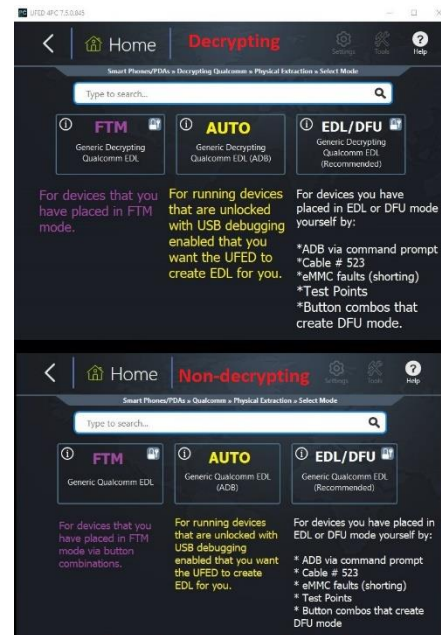 UFED 4PC 7.5.0.845
Home
Decrypting
Settings
Tools
Help
Smart Phones/PDAs » Decrypting Qualcomm » Physical Extraction » Select Mode
Type to search...
FTM
Generic Decrypting
Qualcomm EDL
AUTO
Generic Decrypting
Qualcomm EDL (ADB)
EDL/DFU
Generic Decrypting
Qualcomm EDL
(Recommended)
For devices that you
have placed in FTM
mode.
For running devices
that are unlocked
with USB debugging
enabled that you
want the UFED to
create EDL for you.
For devices you have
placed in EDL or DFU mode
yourself by:
*ADB via command prompt
*Cable # 523
*eMMC faults (shorting)
*Test Points
*Button combos that
create DFU mode.
Home
Non-decrypting
Settings
Tools
Help
Smart Phones/PDAs » Qualcomm » Physical Extraction » Select Mode
Type to search...
FTM
Generic Qualcomm EDL
AUTO
Generic Qualcomm EDL
(ADB)
EDL/DFU
Generic Qualcomm EDL
(Recommended)
For devices that you
have placed in FTM
mode via button
combinations.
For running devices
that are unlocked with
USB debugging
enabled that you want
the UFED to create
EDL for you.
For devices you have placed in
EDL or DFU mode yourself by:
* ADB via command prompt
* Cable # 523
* eMMC faults (shorting)
* Test Points
* Button combos that create
DFU mode